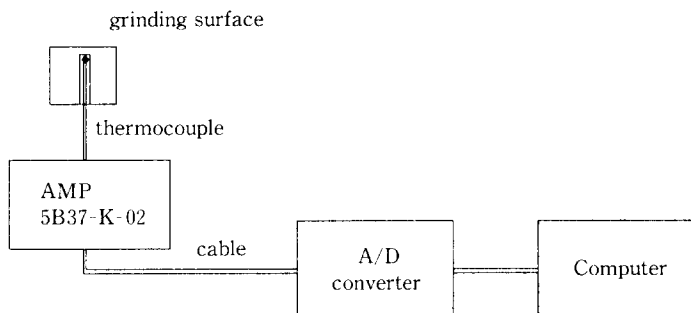 grinding surface
thermocouple
AMP
5B37-K-02
cable
A/D
converter
Computer